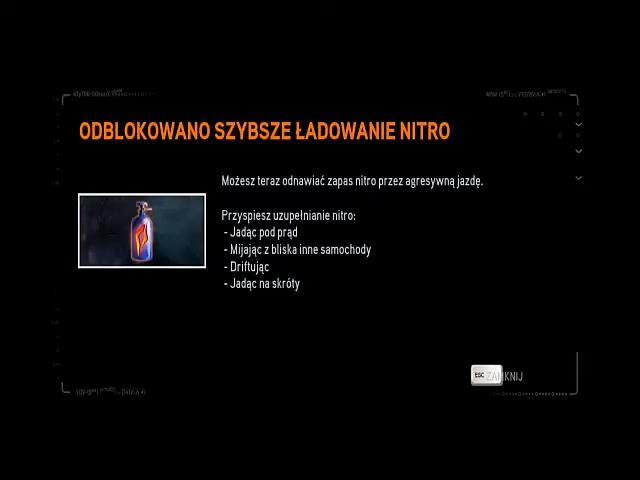 ODBLOKOWANO SZYBSZE ŁADOWANIE NITRO
Możesz teraz odnawiać zapas nitro przez agresywną jazdę.
Przyspiesz uzupełnianie nitro:
- Jadąc pod prąd
- Mijając z bliska inne samochody
- Driftując
- Jadąc na skróty
ESC ZAMKNIJ